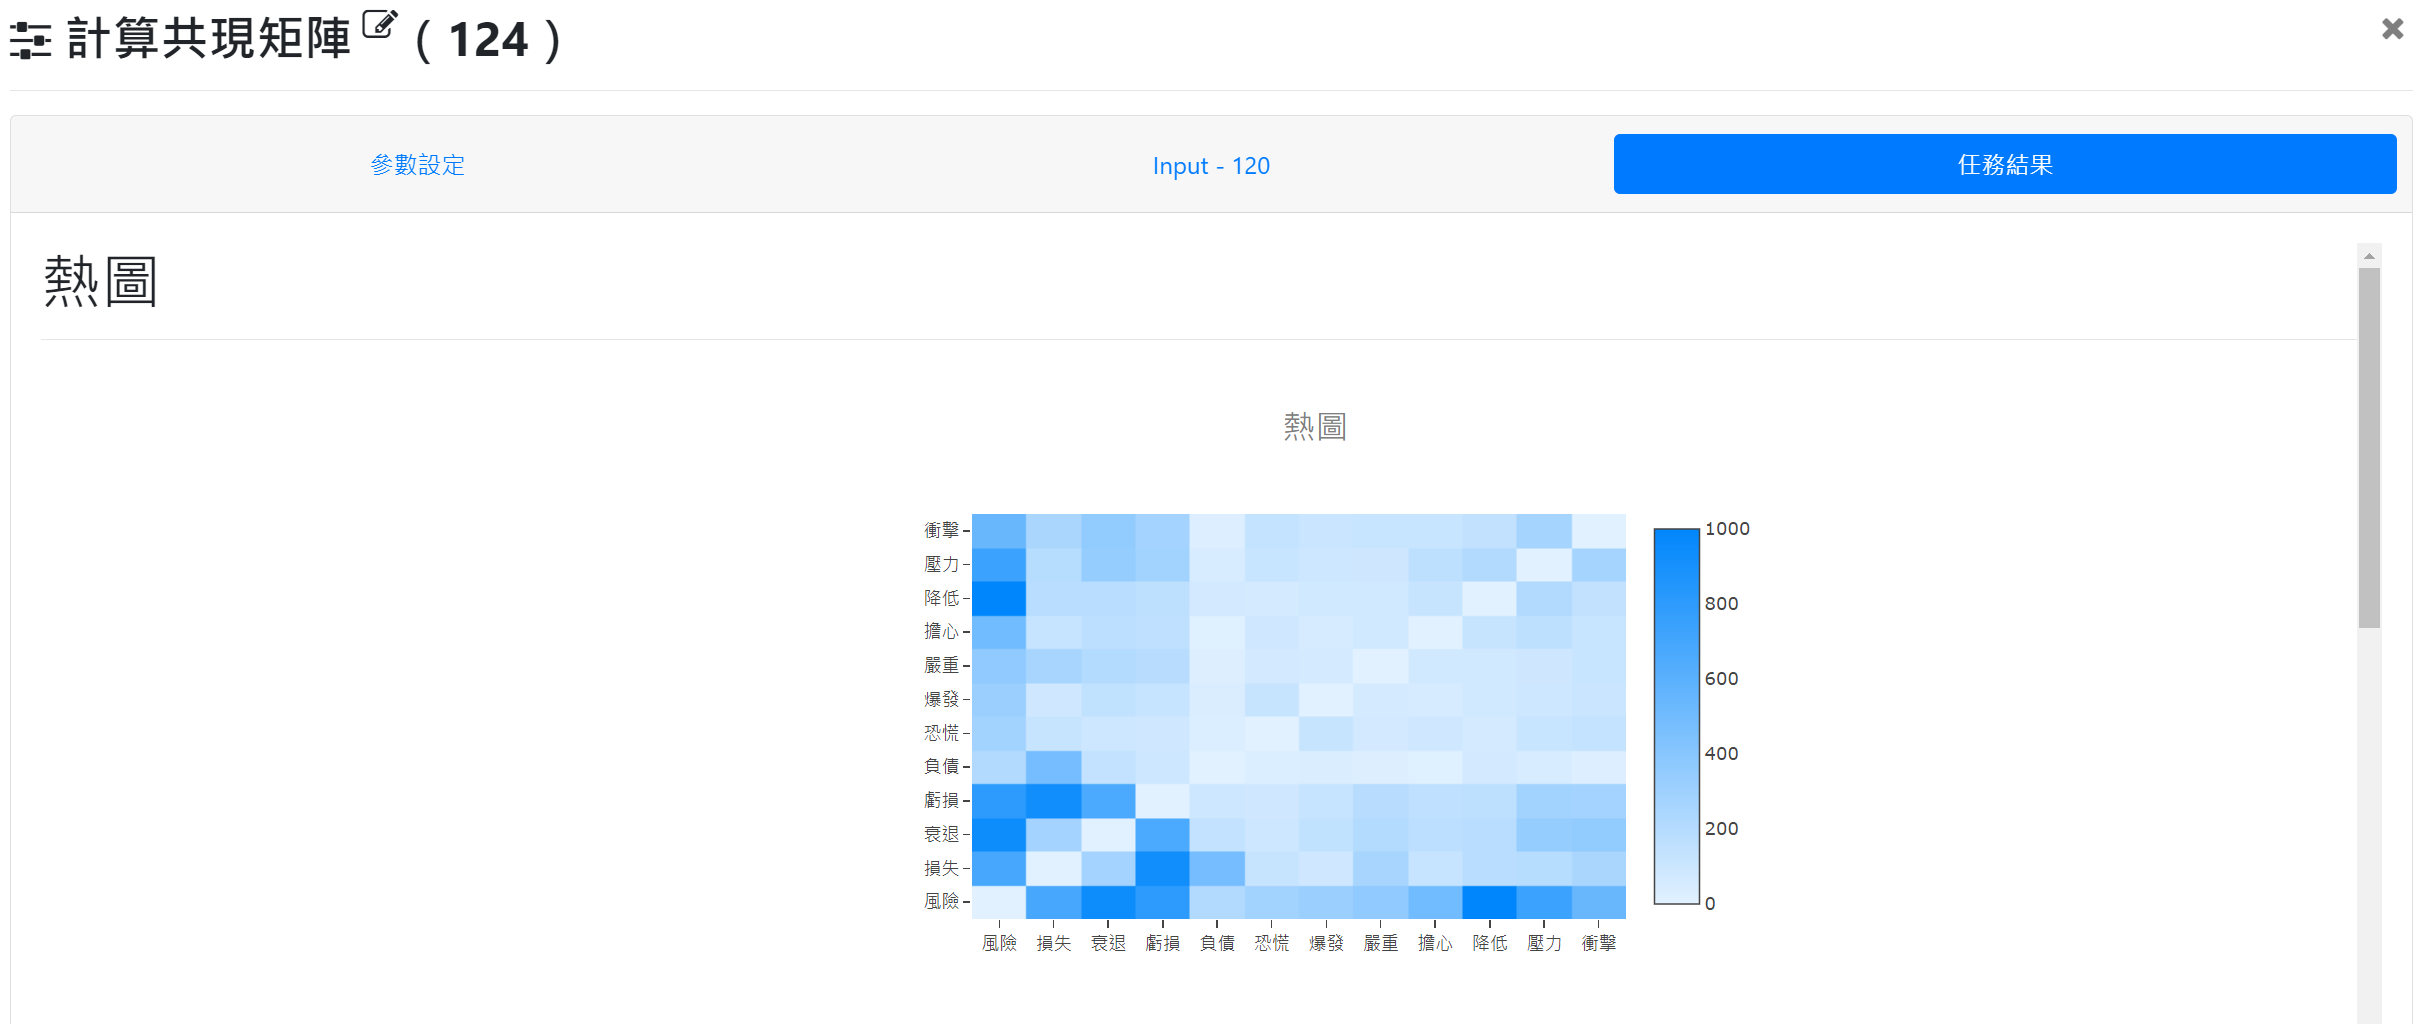 計算共現矩陣 ( 124 )
參數設定 Input - 120 任務結果
熱圖
熱圖
衝擊
壓力
降低
擔心
嚴重
爆發
恐慌
負債
虧損
衰退
損失
風險
風險 損失 衰退 虧損 負債 恐慌 爆發 嚴重 擔心 降低 壓力 衝擊
1000
800
600
400
200
0